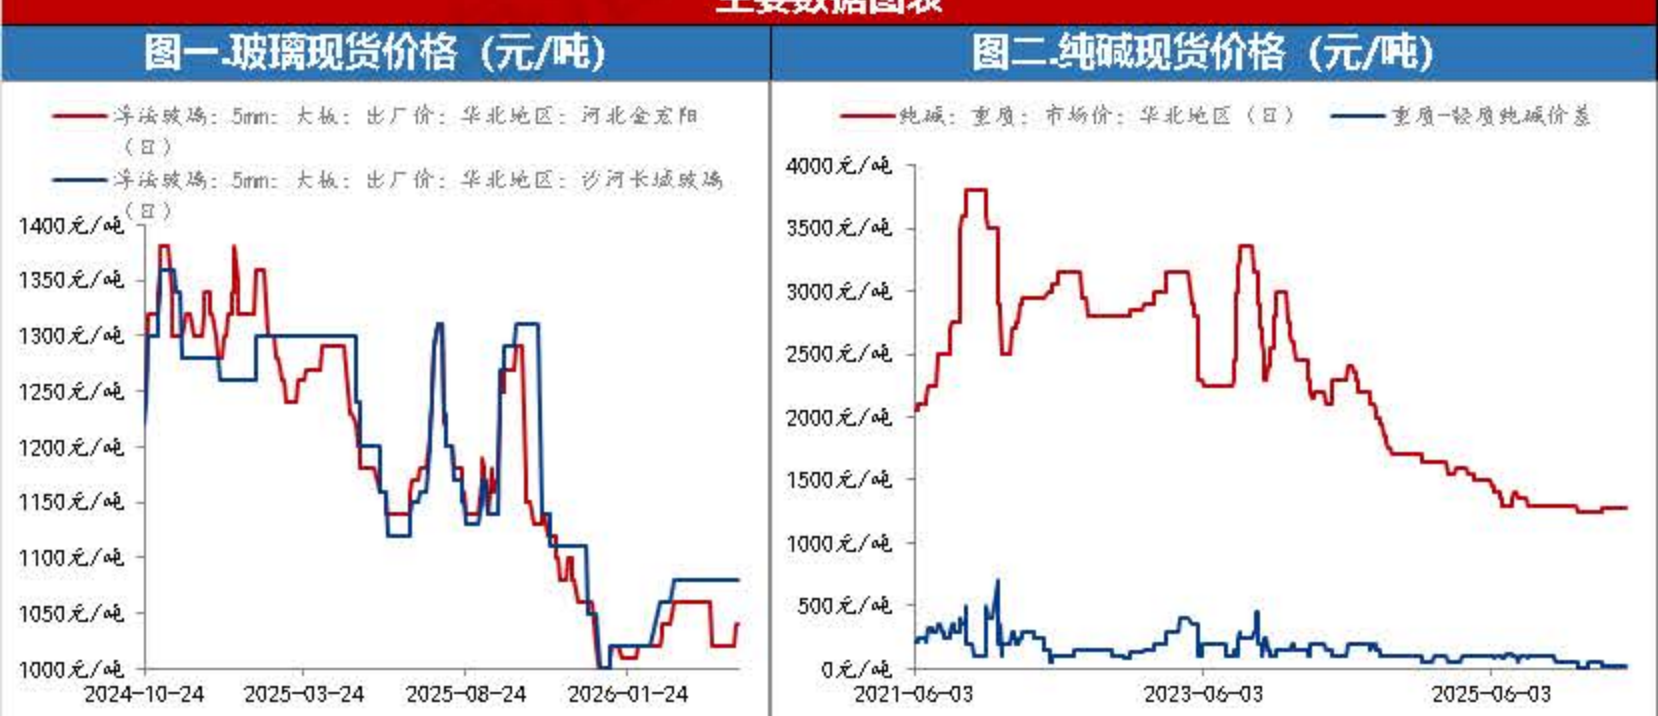 主要数据图表
图一.玻璃现货价格（元/吨）
浮法玻璃: 5mm: 大板: 出厂价: 华北地区: 河北金宏阳
（日）
浮法玻璃: 5mm: 大板: 出厂价: 华北地区: 沙河长城玻璃
（日）
1400元/吨
1350元/吨
1300元/吨
1250元/吨
1200元/吨
1150元/吨
1100元/吨
1050元/吨
1000元/吨
2024-10-24 2025-03-24 2025-08-24 2026-01-24
图二.纯碱现货价格（元/吨）
纯碱: 重质: 市场价: 华北地区（日） 重质-轻质纯碱价差
4000元/吨
3500元/吨
3000元/吨
2500元/吨
2000元/吨
1500元/吨
1000元/吨
500元/吨
0元/吨
2021-06-03 2023-06-03 2025-06-03